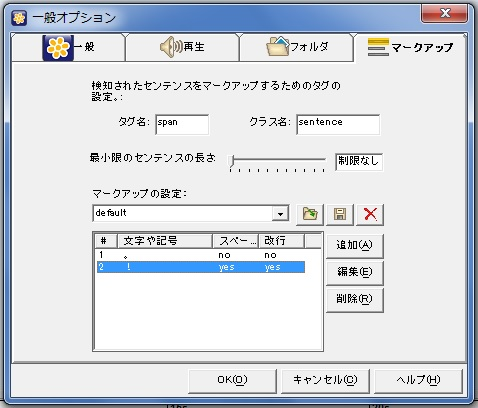 一般オプション
一般
再生
フォルダ
マークアップ
検知されたセンテンスをマークアップするためのタグの
設定。:
タグ名: span クラス名: sentence
最小限のセンテンスの長さ 制限なし
マークアップの設定:
default
# 文字や記号 スペー... 改行
1 。 no no
2 ! yes yes
追加(A)
編集(E)
削除(R)
OK(O) キャンセル(C) ヘルプ(H)